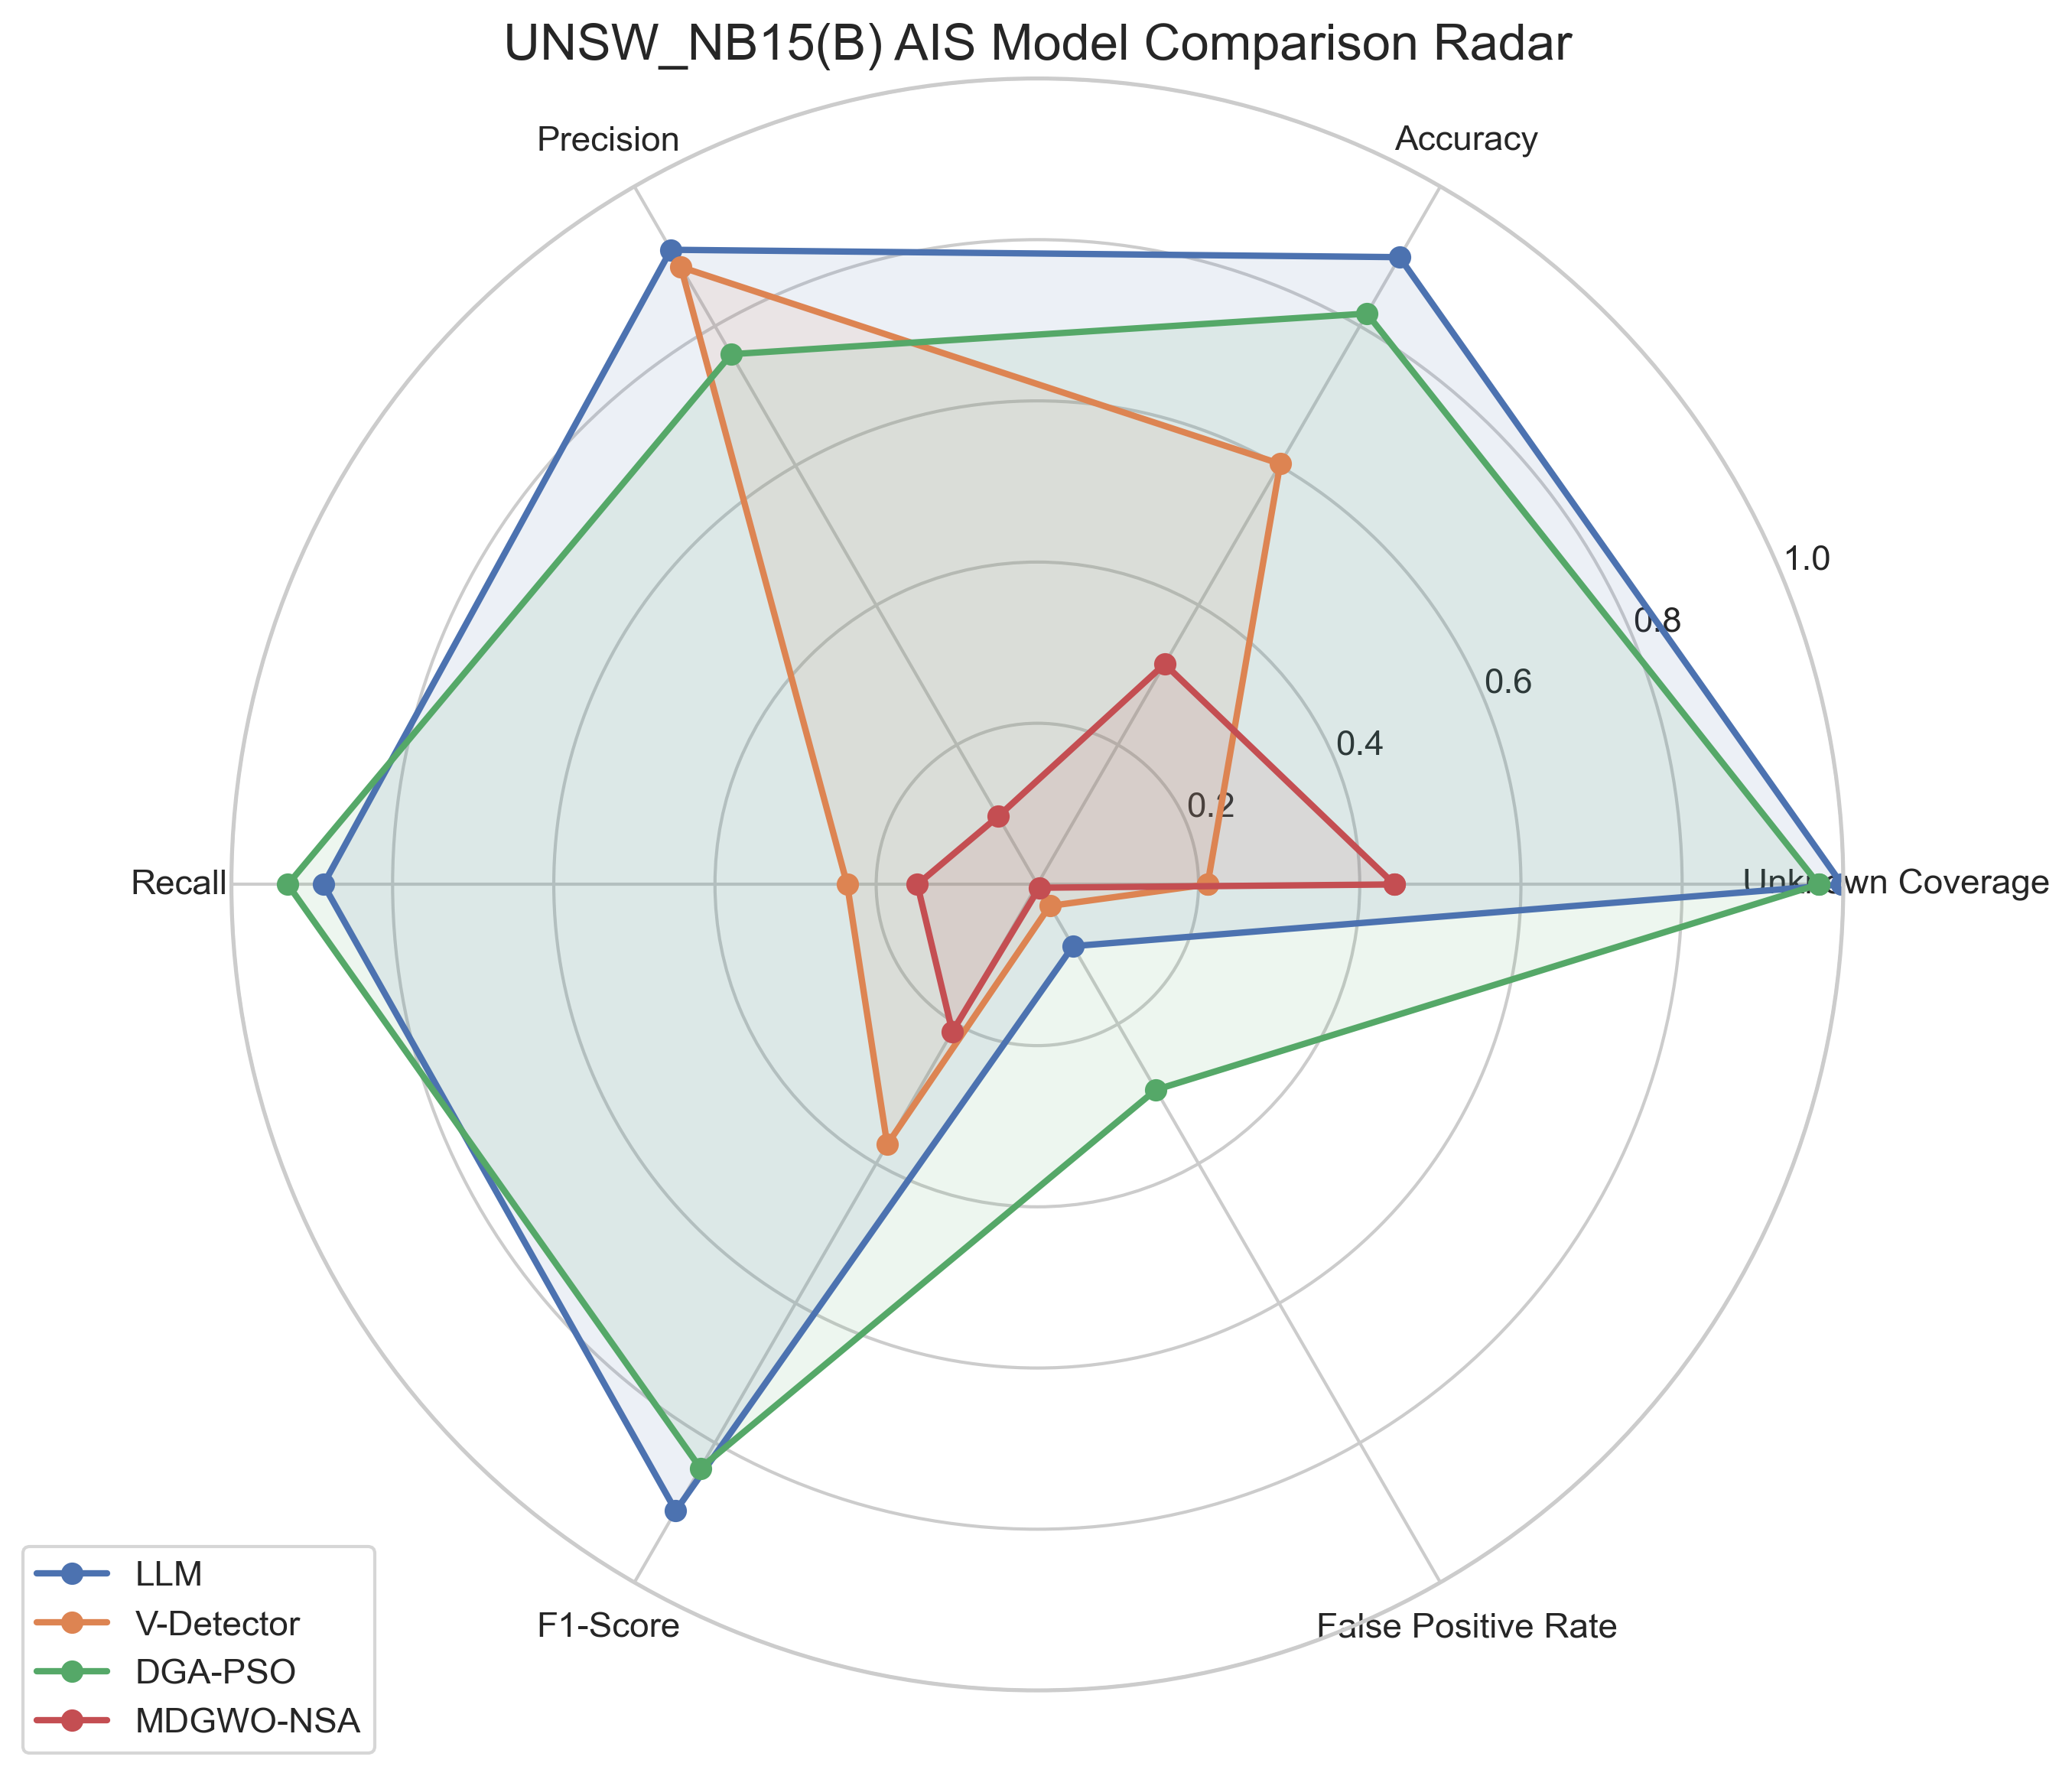 UNSW_NB15(B) AIS Model Comparison Radar
Precision
Accuracy
1.0
0.8
0.6
0.4
0.2
Recall
Unknown Coverage
F1-Score
False Positive Rate
LLM
V-Detector
DGA-PSO
MDGWO-NSA